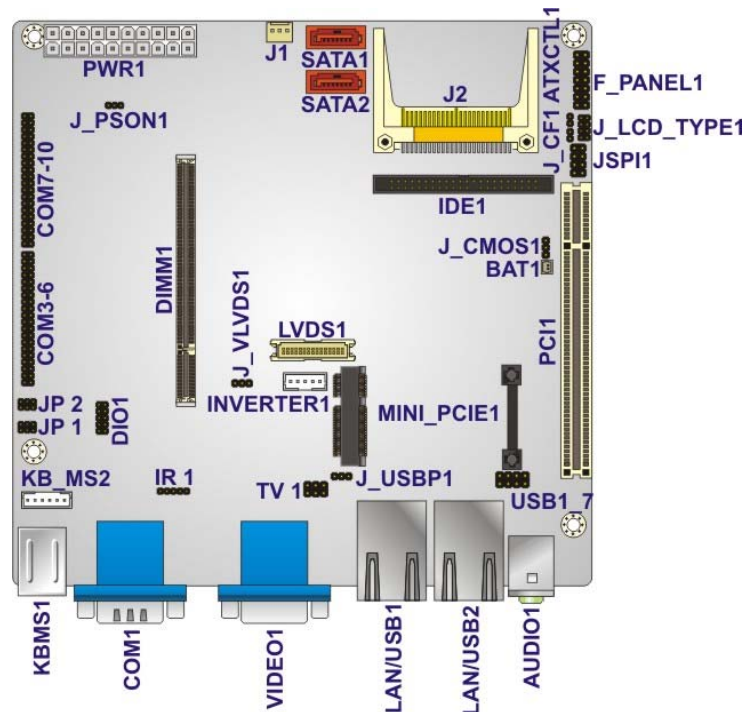 J1
SATA1
PWR1
SATA2
J2
ATXCTL1
F_PANEL1
J_PSON1
J_CF1
J_LCD_TYPE1
JSPI1
COM7-10
IDE1
DIMM1
J_CMOS1
BAT1
COM3-6
J_VLVDS1
LVDS1
PCI1
INVERTER1
MINI_PCIE1
JP 2
JP 1
DIO1
KB_MS2
IR 1
TV 1
J_USBP1
USB1_7
KBMS1
COM1
VIDEO1
LAN/USB1
LAN/USB2
AUDIO1